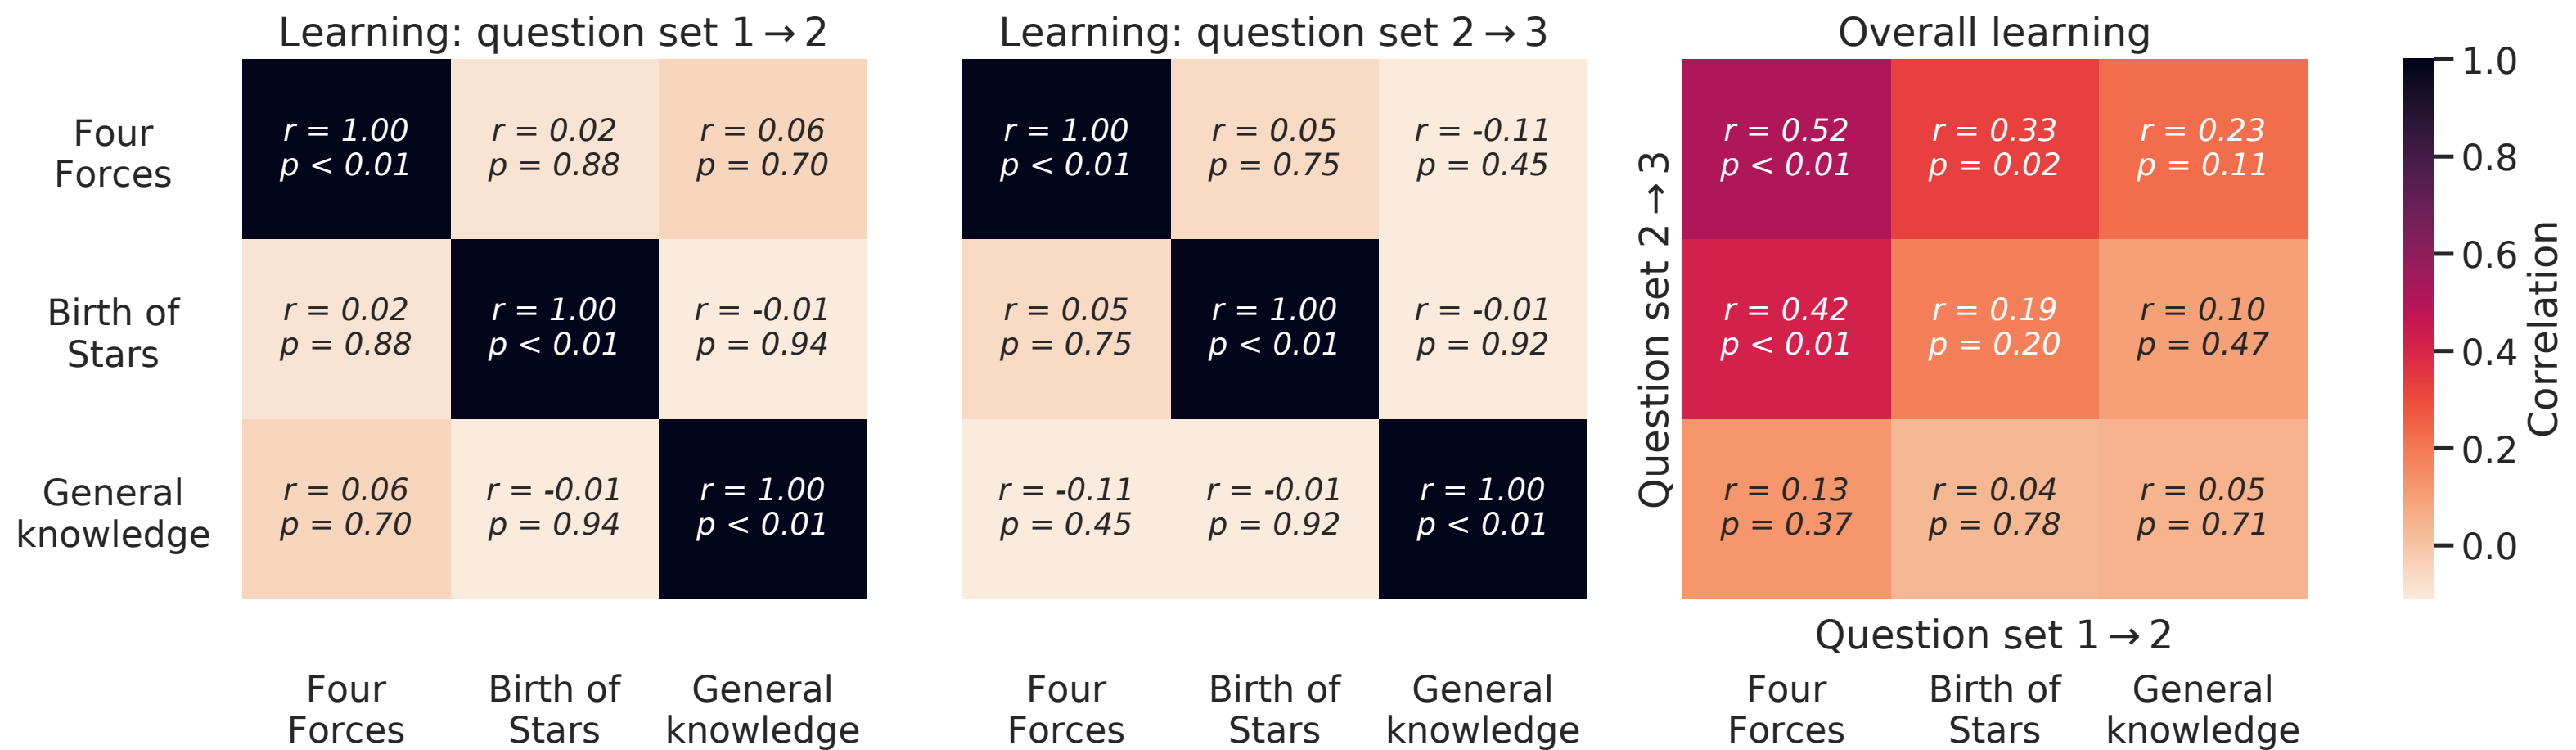 Learning: question set 1→2
Learning: question set 2→3
Overall learning
Four
Forces
r = 1.00
p < 0.01
r = 0.02
p = 0.88
r = 0.06
p = 0.70
r = 1.00
p < 0.01
r = 0.05
p = 0.75
r = -0.11
p = 0.45
r = 0.52
p < 0.01
r = 0.33
p = 0.02
r = 0.23
p = 0.11
Birth of
Stars
r = 0.02
p = 0.88
r = 1.00
p < 0.01
r = -0.01
p = 0.94
r = 0.05
p = 0.75
r = 1.00
p < 0.01
r = -0.01
p = 0.92
r = 0.42
p < 0.01
r = 0.19
p = 0.20
r = 0.10
p = 0.47
General
knowledge
r = 0.06
p = 0.70
r = -0.01
p = 0.94
r = 1.00
p < 0.01
r = -0.11
p = 0.45
r = -0.01
p = 0.92
r = 1.00
p < 0.01
r = 0.13
p = 0.37
r = 0.04
p = 0.78
r = 0.05
p = 0.71
Question set 2→3
Question set 1→2
Four
Forces
Birth of
Stars
General
knowledge
Four
Forces
Birth of
Stars
General
knowledge
Four
Forces
Birth of
Stars
General
knowledge
1.0
0.8
0.6
0.4
0.2
0.0
Correlation